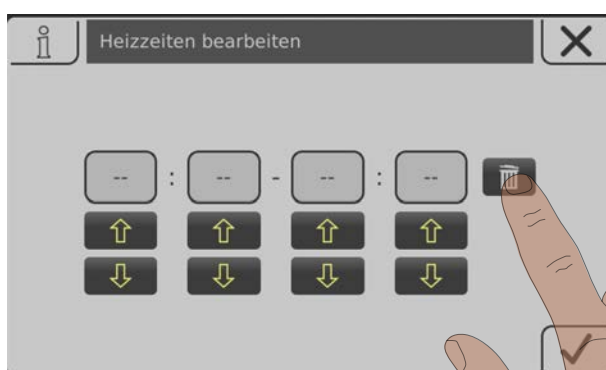 Heizzeiten bearbeiten
-- : -- - -- : --